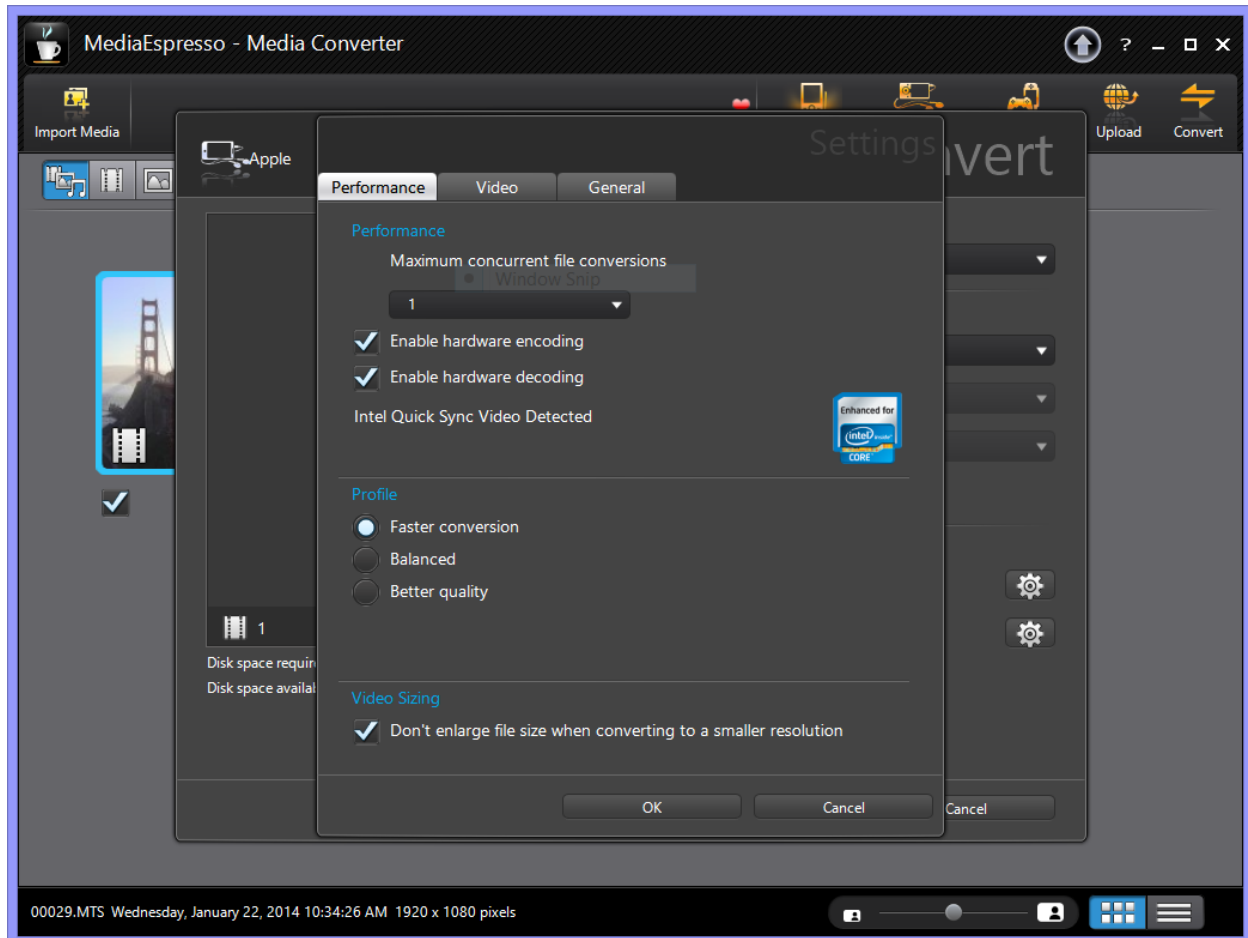 MediaEspresso - Media Converter
?
Import Media
Upload
Convert
Apple
Settings
nvert
Performance
Video
General
Performance
Maximum concurrent file conversions
Window Snip
1
Enable hardware encoding
Enable hardware decoding
Intel Quick Sync Video Detected
Enhanced for
intel inside
CORE
Profile
Faster conversion
Balanced
Better quality
1
Disk space requir
Disk space availa
Video Sizing
Don't enlarge file size when converting to a smaller resolution
OK
Cancel
Cancel
00029.MTS Wednesday, January 22, 2014 10:34:26 AM 1920 x 1080 pixels